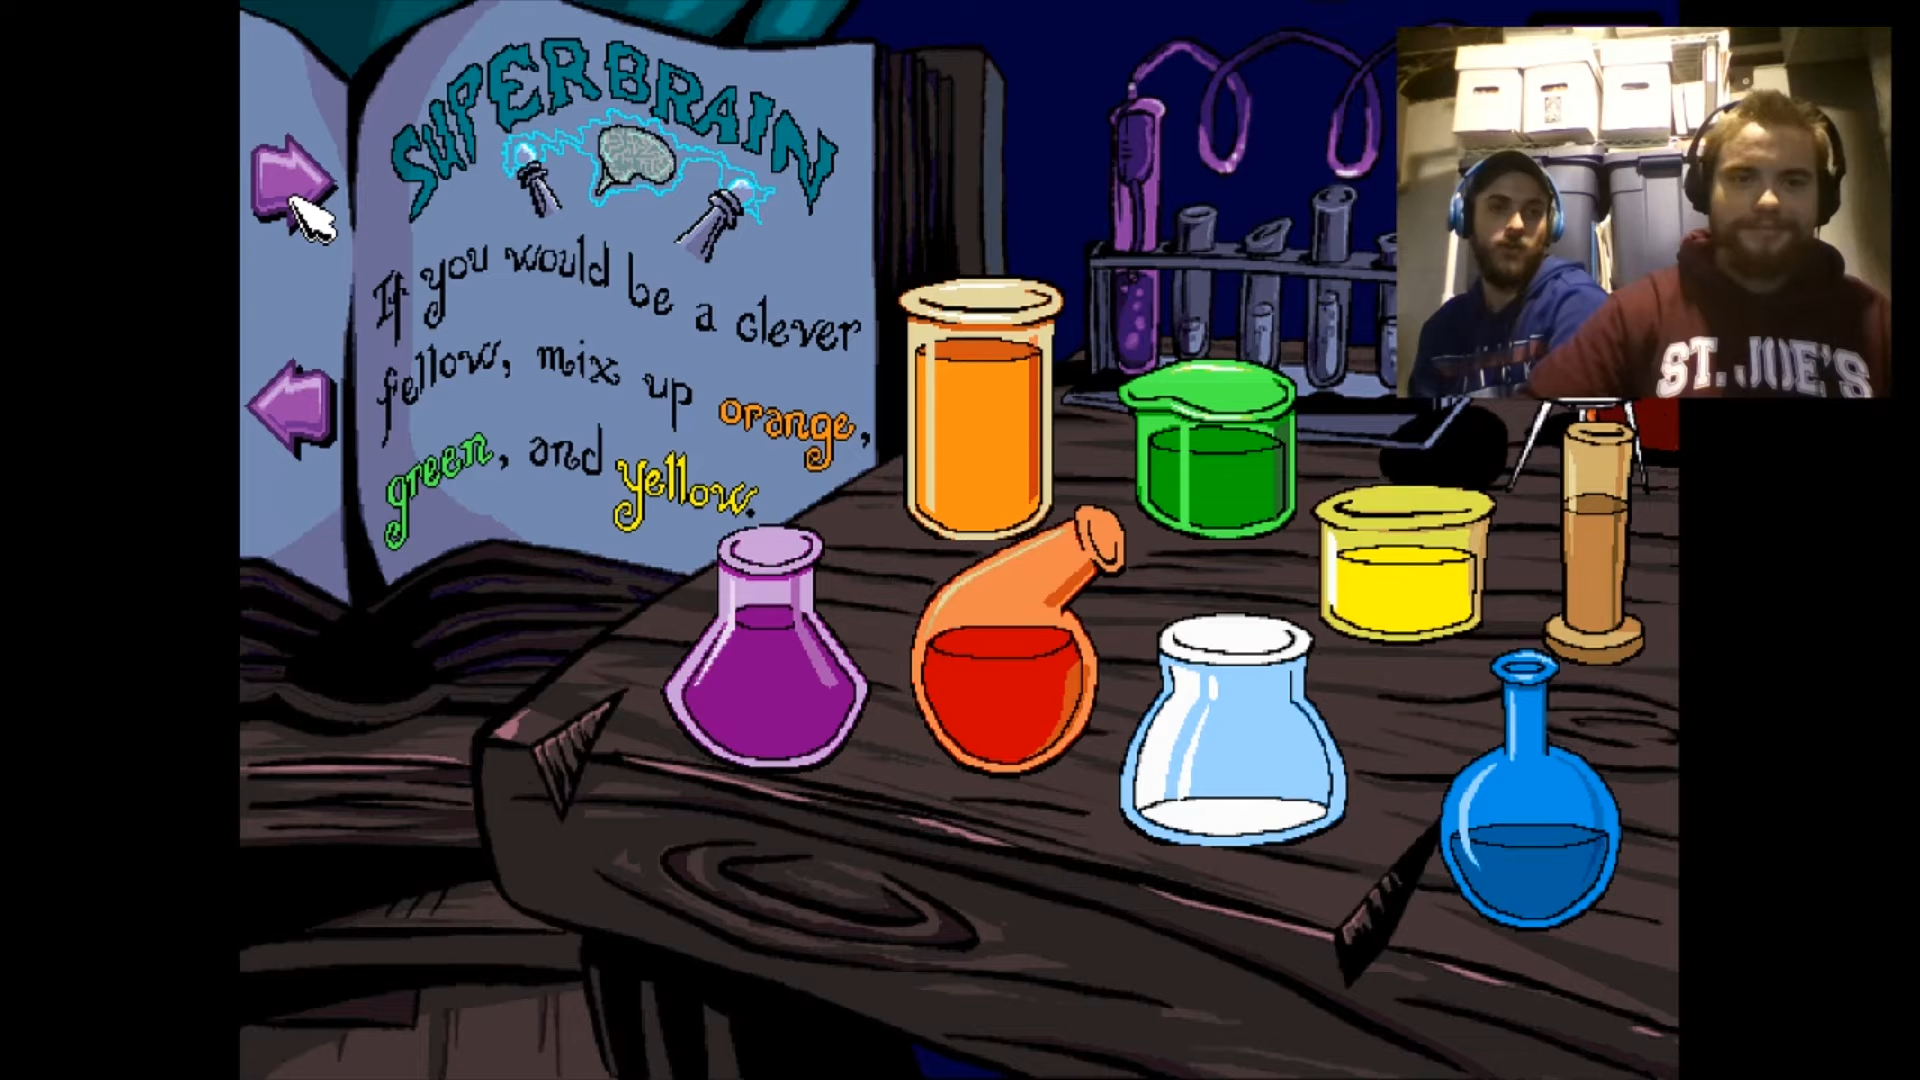 SUPERBRAIN
If you would be a clever
fellow, mix up orange,
green, and yellow.
ST. JOE'S